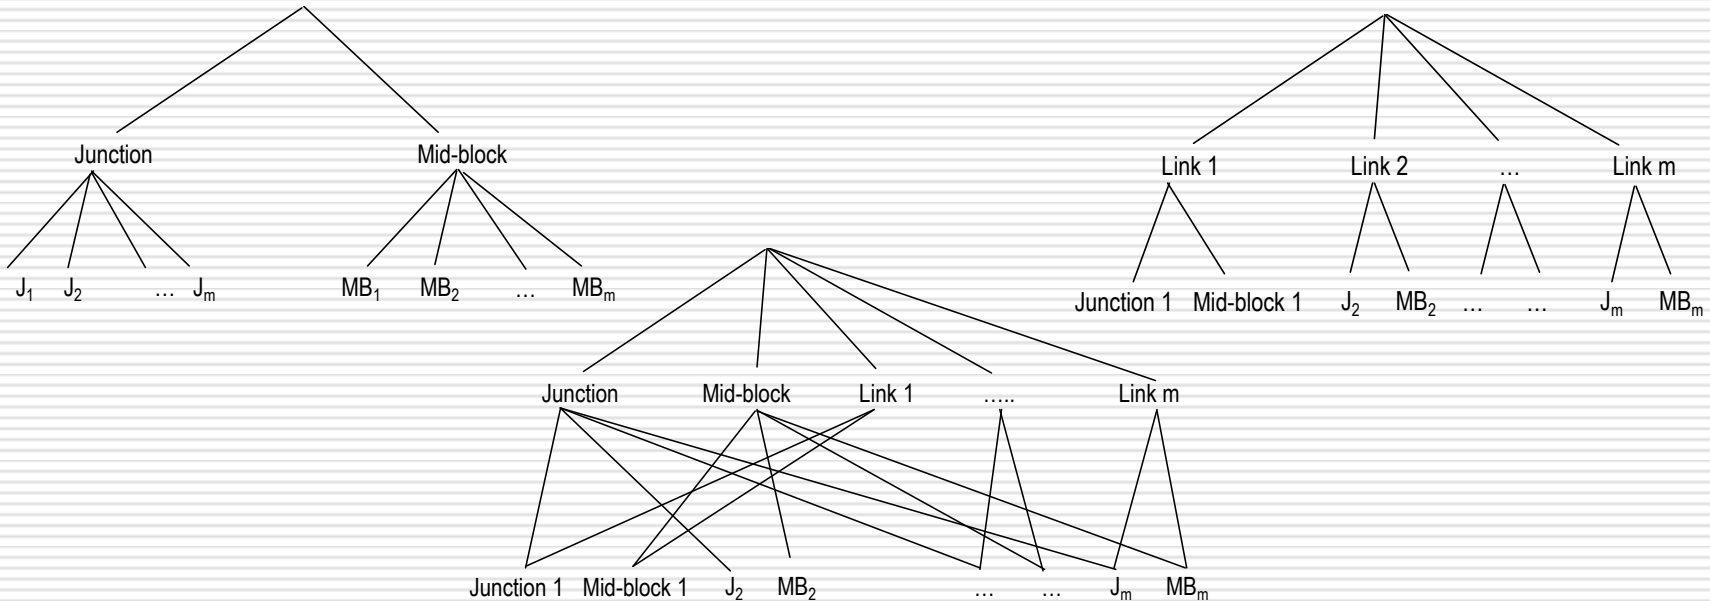 Junction Mid-block
J₁ J₂ … Jₘ MB₁ MB₂ … MBₘ
Link 1 Link 2 … Link m
Junction 1 Mid-block 1 J₂ MB₂ … … Jₘ MBₘ
Junction Mid-block Link 1 ..... Link m
Junction 1 Mid-block 1 J₂ MB₂ … … Jₘ MBₘ